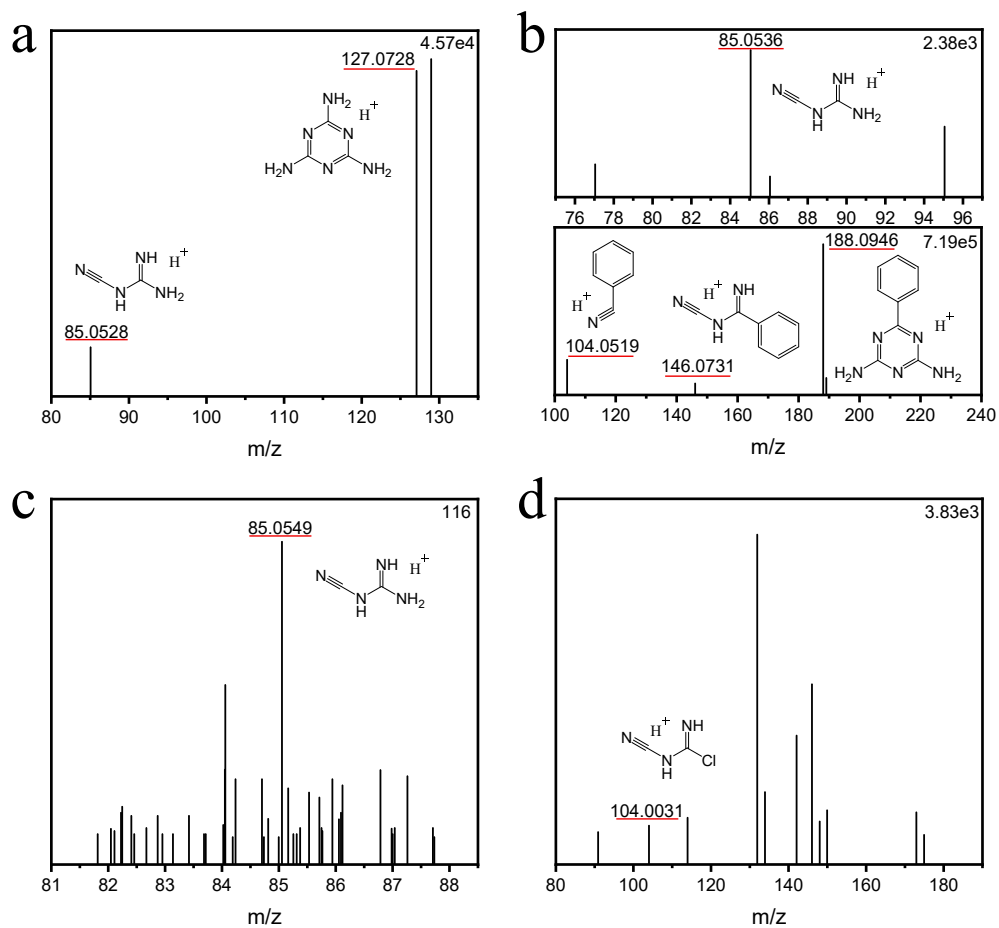 a
4.57e4
127.0728
NH2
H+
N N
H2N N NH2
NH
H+
N
N
H
NH2
85.0528
80 90 100 110 120 130
m/z
b
85.0536
2.38e3
NH
H+
N
N
H
NH2
76 78 80 82 84 86 88 90 92 94 96
188.0946
7.19e5
H+
N
104.0519
H+
NH
N
N
H
146.0731
N N
H+
H2N N NH2
100 120 140 160 180 200 220 240
m/z
c
116
85.0549
NH
H+
N
N
H
NH2
81 82 83 84 85 86 87 88
m/z
d
3.83e3
H+
NH
N
N
H
Cl
104.0031
80 100 120 140 160 180
m/z